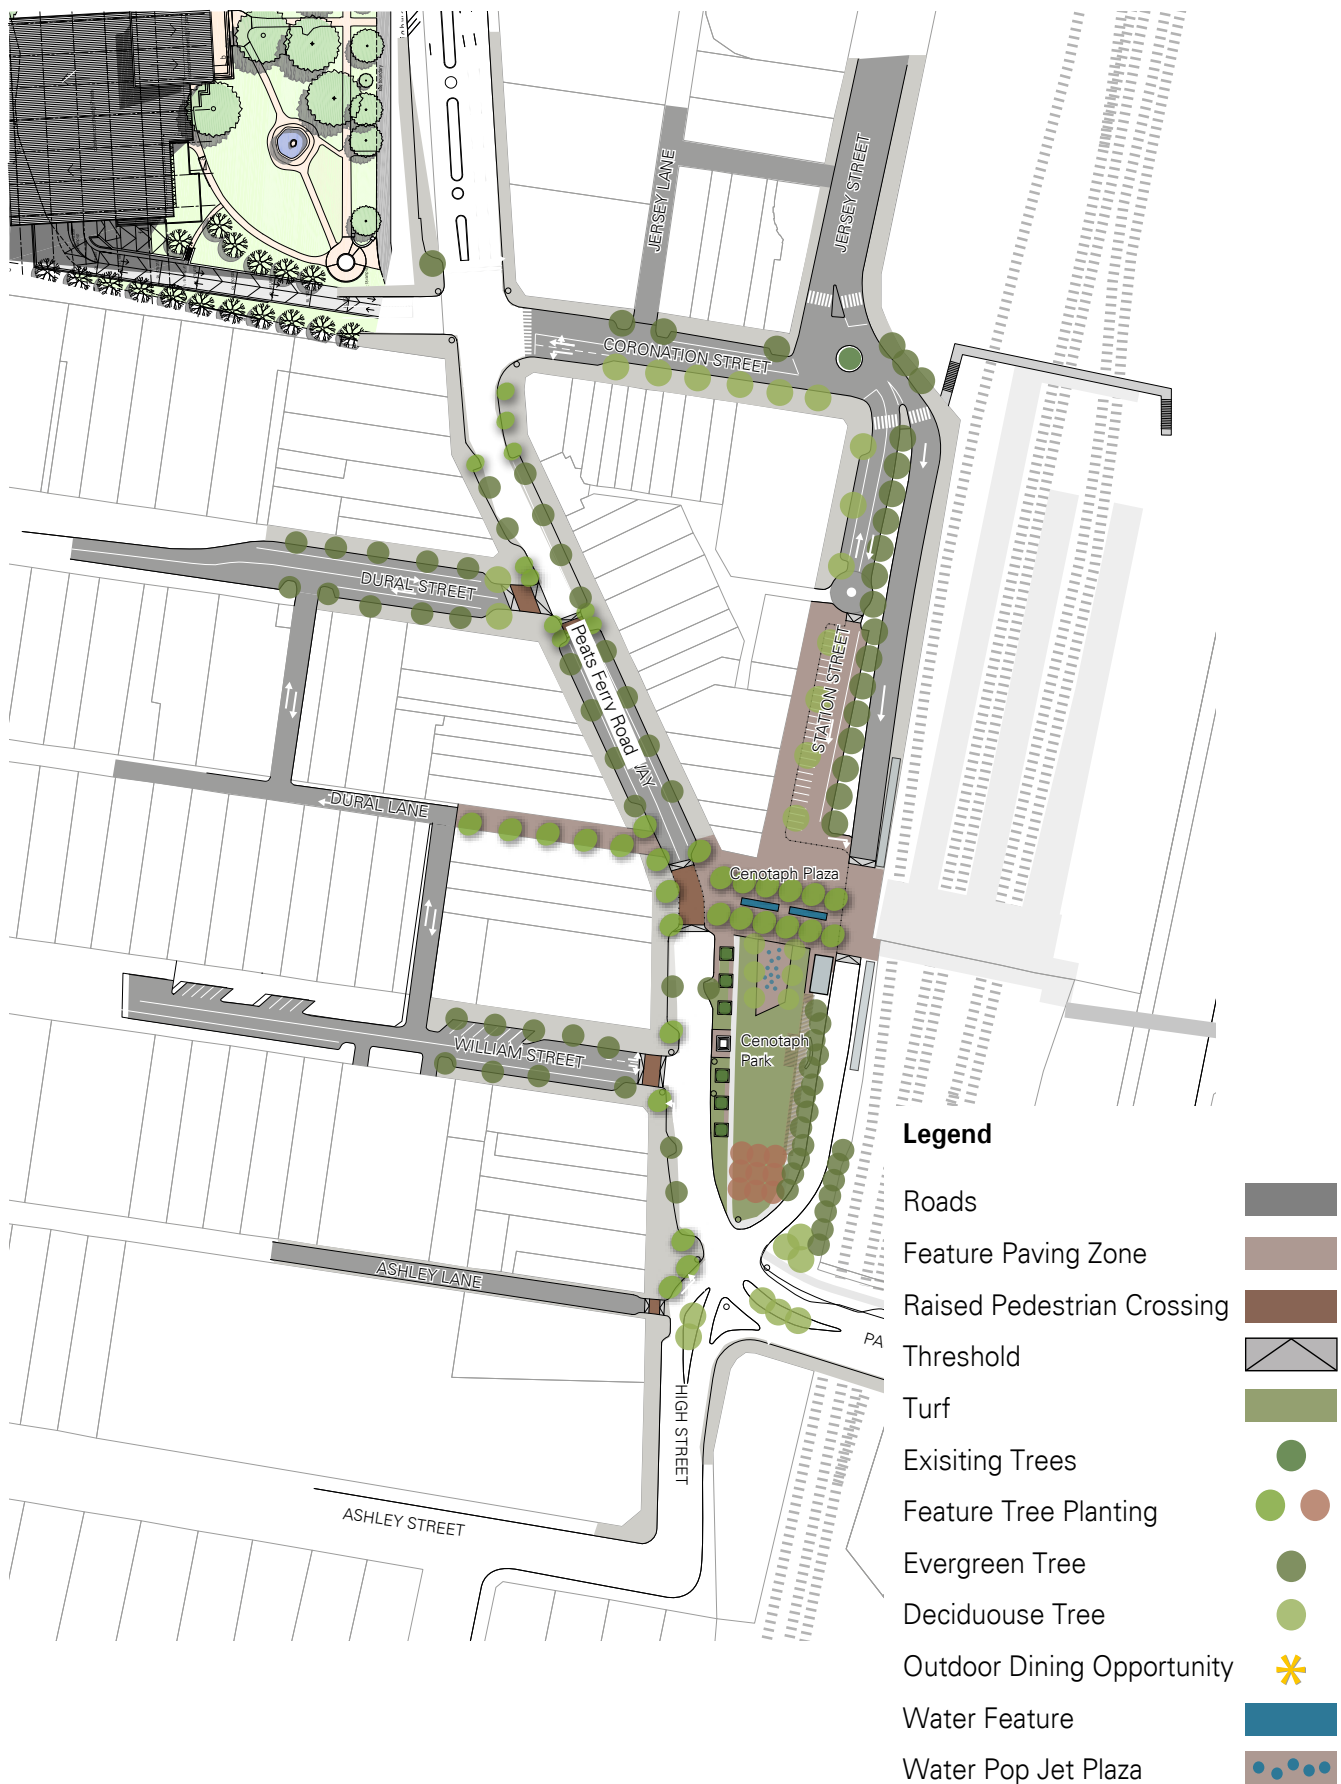 JERSEY LANE
JERSEY STREET
CORONATION STREET
DURAL STREET
Peats Ferry Road
WAY
STATION STREET
DURAL LANE
Cenotaph Plaza
Cenotaph
Park
WILLIAM STREET
ASHLEY LANE
PA
HIGH STREET
ASHLEY STREET
Legend
Roads
Feature Paving Zone
Raised Pedestrian Crossing
Threshold
Turf
Exisiting Trees
Feature Tree Planting
Evergreen Tree
Deciduouse Tree
Outdoor Dining Opportunity
Water Feature
Water Pop Jet Plaza